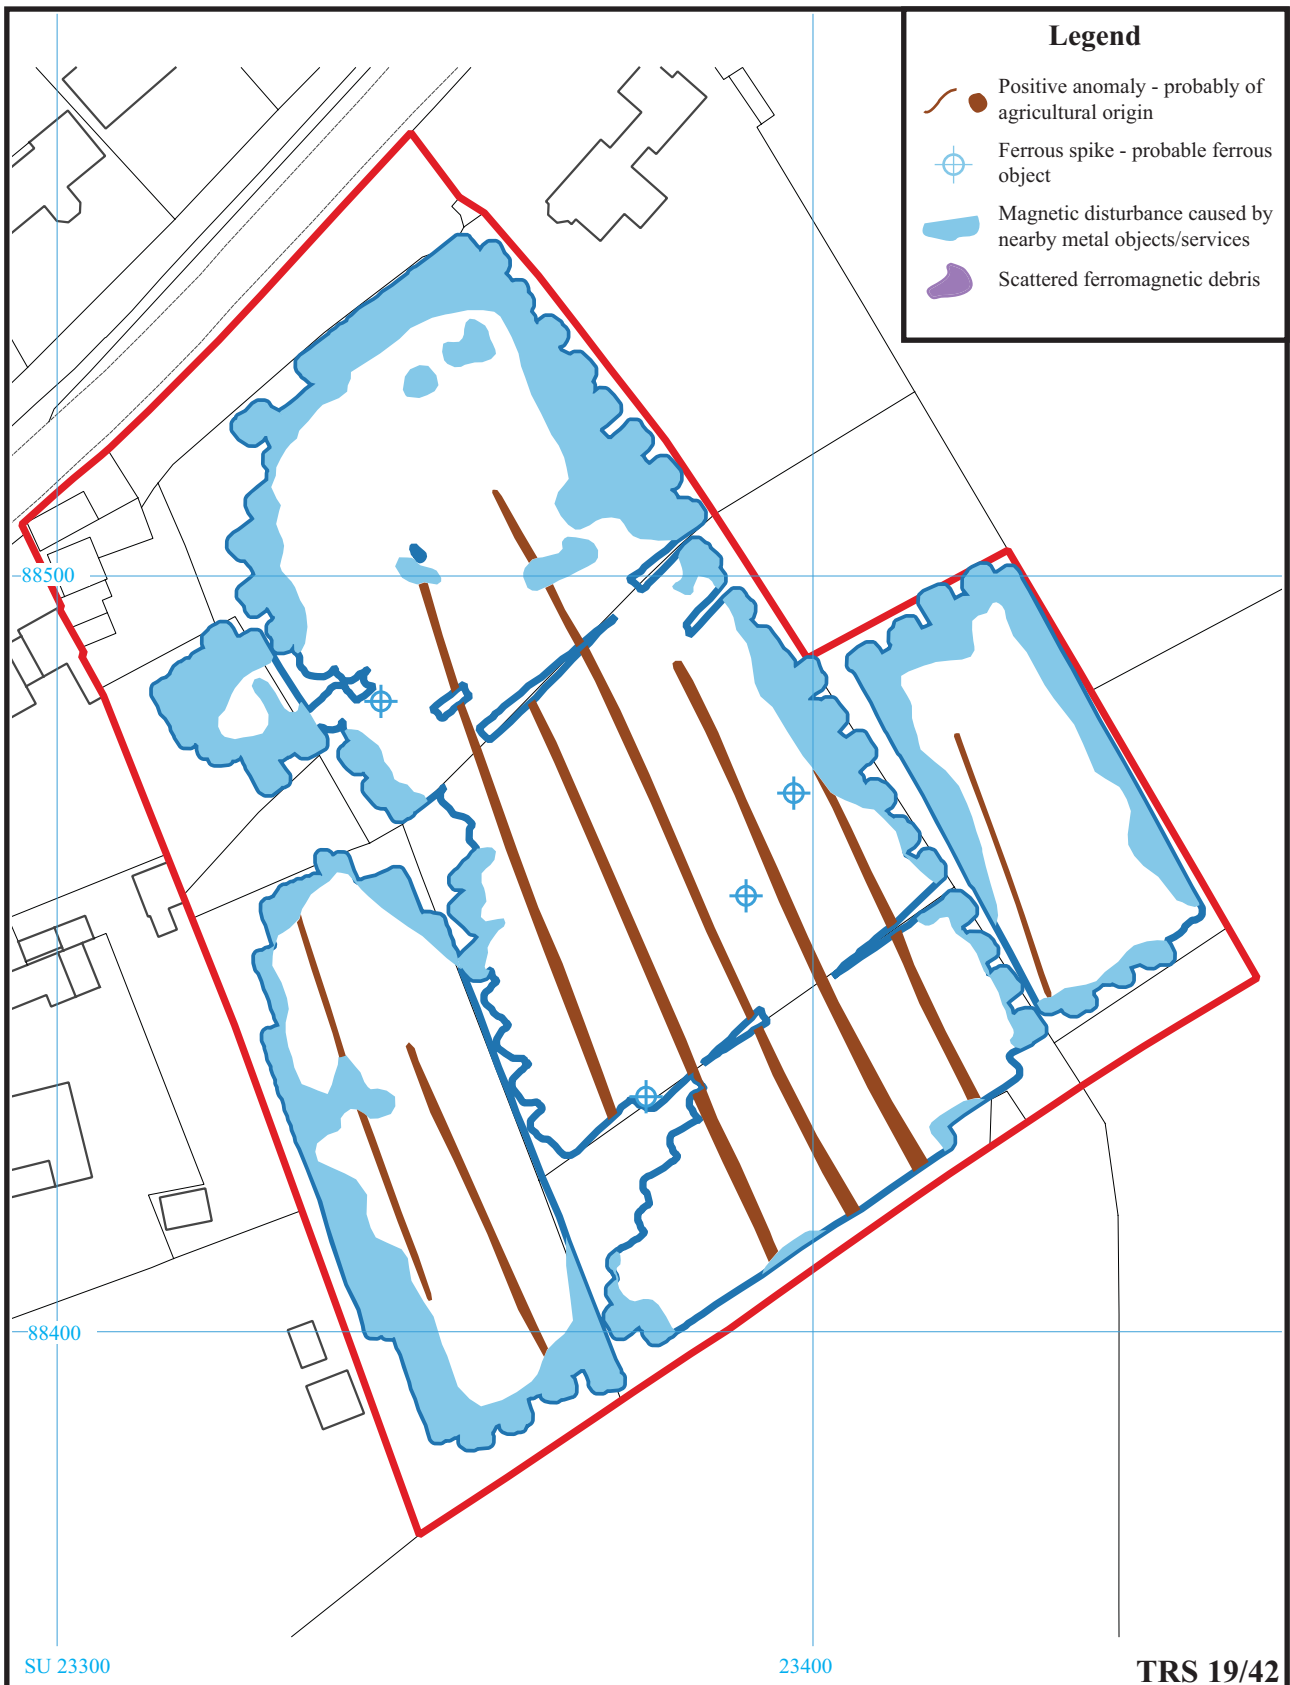 Legend
Positive anomaly - probably of
agricultural origin
Ferrous spike - probable ferrous
object
Magnetic disturbance caused by
nearby metal objects/services
Scattered ferromagnetic debris
88500
88400
SU 23300
23400
TRS 19/42